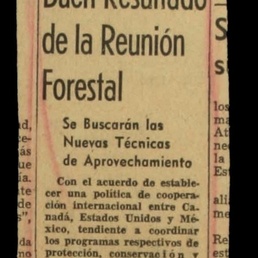 Buen Resultado
de la Reunión
Forestal
Se Buscarán las
Nuevas Técnicas
de Aprovechamiento
Con el acuerdo de estable-
cer una política de coopera-
ción internacional entre Ca-
nadá, Estados Unidos y Mé-
xico, tendiente a coordinar
los programas respectivos de
protección, conservación y